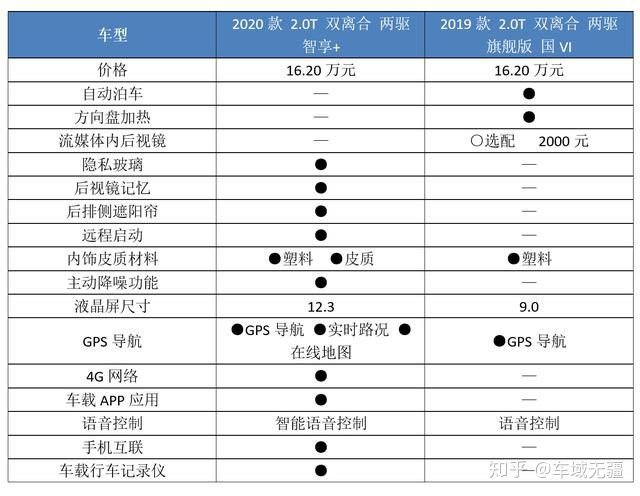 车型 2020 款 2.0T 双离合 两驱 智享+ 2019 款 2.0T 双离合 两驱 旗舰版 国 VI
价格 16.20 万元 16.20 万元
自动泊车 — ●
方向盘加热 — ●
流媒体内后视镜 — ○选配 2000 元
隐私玻璃 ● —
后视镜记忆 ● —
后排侧遮阳帘 ● —
远程启动 ● —
内饰皮质材料 ●塑料 ●皮质 ●塑料
主动降噪功能 ● —
液晶屏尺寸 12.3 9.0
GPS 导航 ●GPS 导航 ●实时路况 ●在线地图 ●GPS 导航
4G 网络 ● —
车载 APP 应用 ● —
语音控制 智能语音控制 语音控制
手机互联 ● —
车载行车记录仪 ● —
知乎 @车域无疆